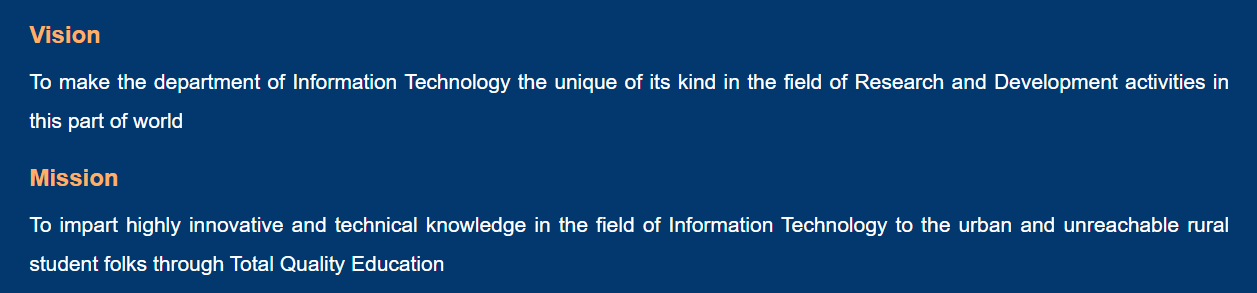 Vision
To make the department of Information Technology the unique of its kind in the field of Research and Development activities in
this part of world
Mission
To impart highly innovative and technical knowledge in the field of Information Technology to the urban and unreachable rural
student folks through Total Quality Education